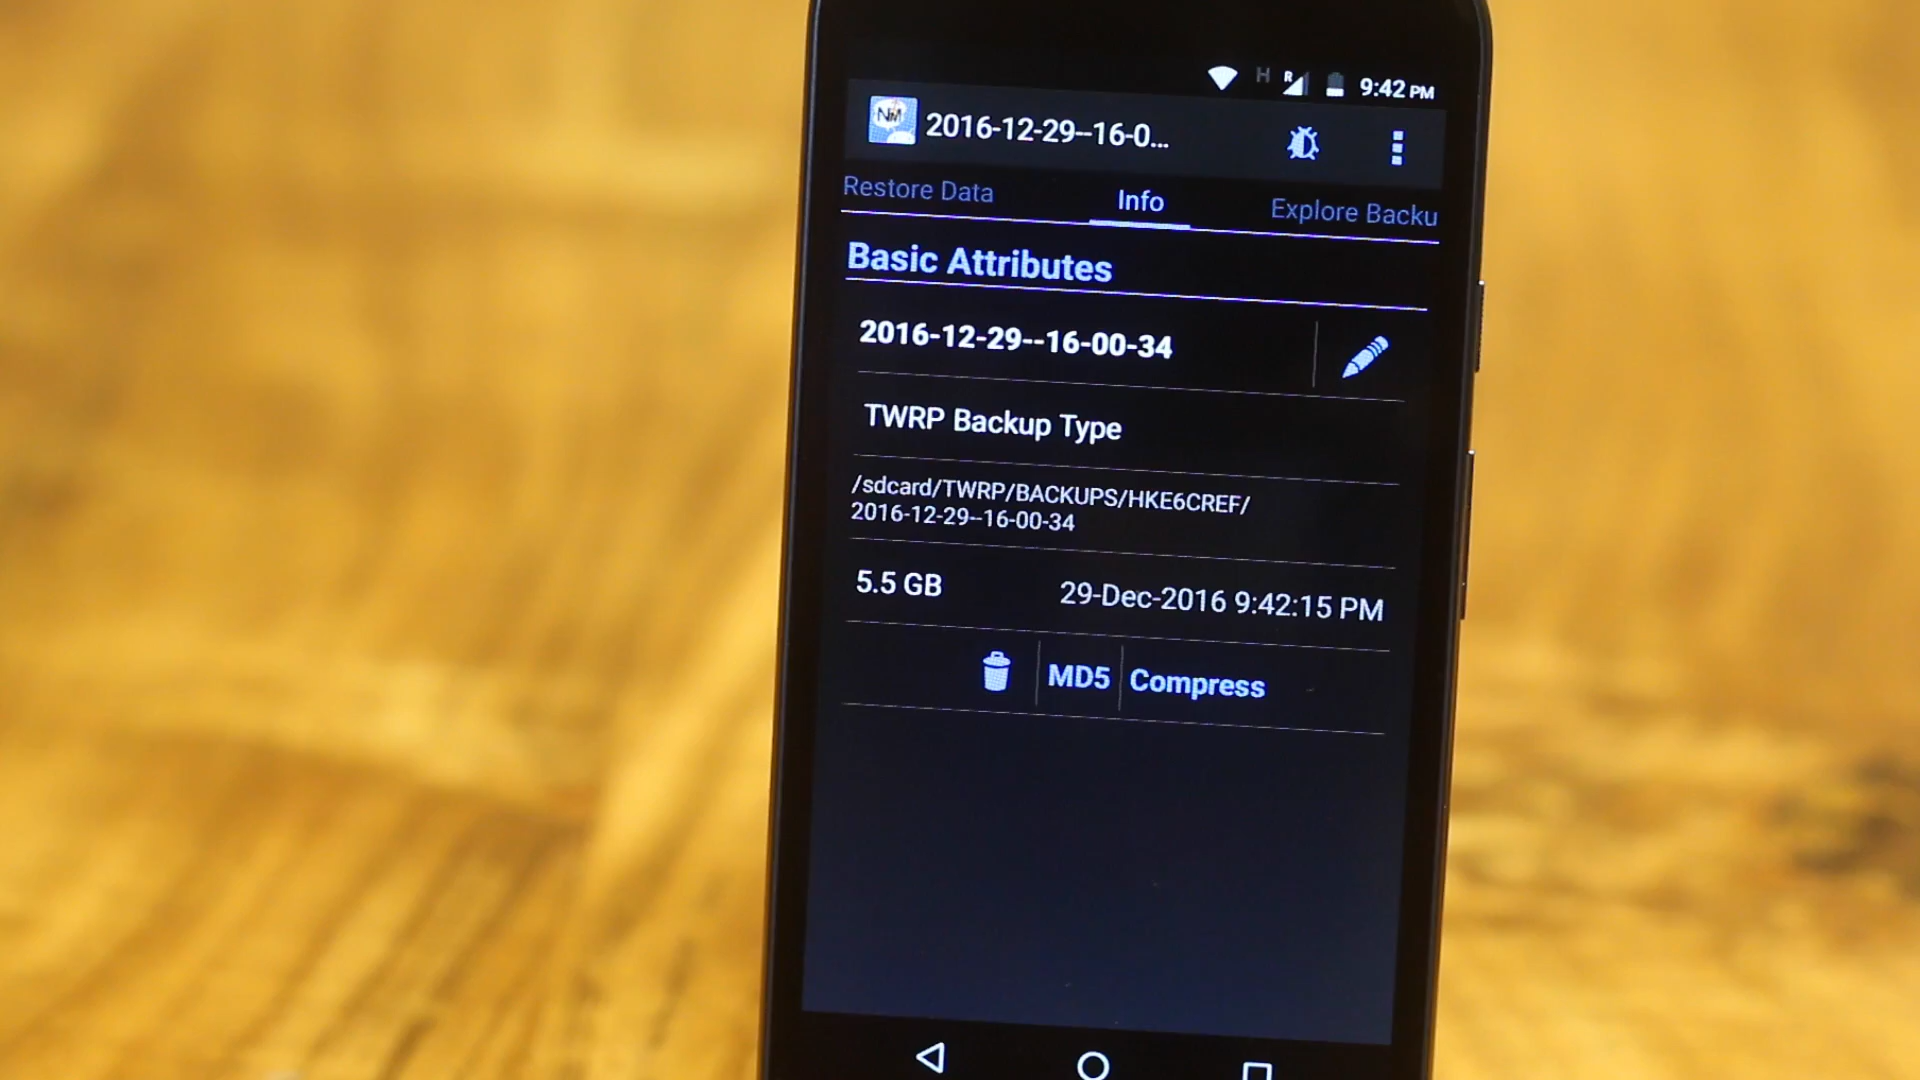 H R 9:42 PM
NM 2016-12-29--16-0...
Restore Data Info Explore Backu
Basic Attributes
2016-12-29--16-00-34
TWRP Backup Type
/sdcard/TWRP/BACKUPS/HKE6CREF/
2016-12-29--16-00-34
5.5 GB 29-Dec-2016 9:42:15 PM
MD5 Compress